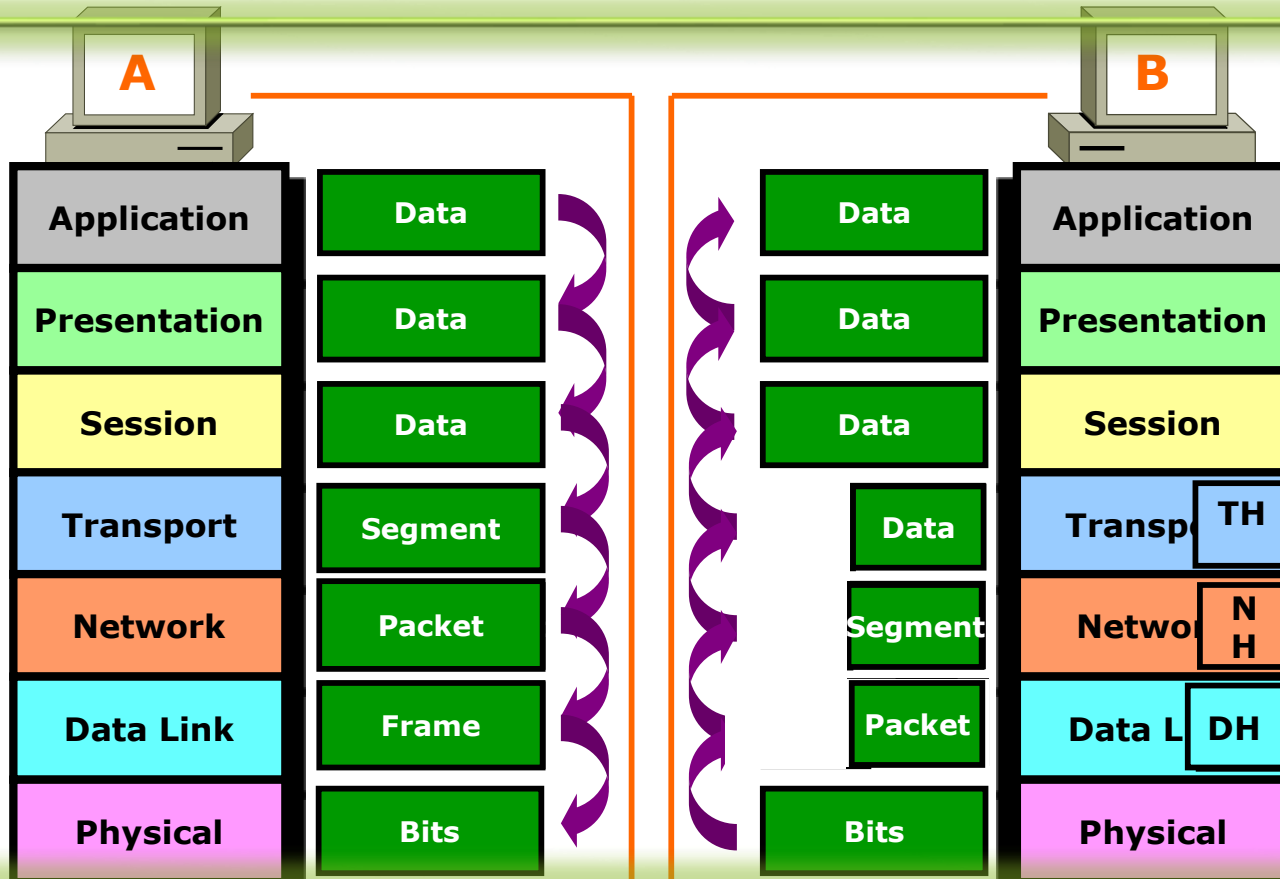 A
B
Application
Data
Data
Application
Presentation
Data
Data
Presentation
Session
Data
Data
Session
Transport
Segment
Data
Transpo
TH
Network
Packet
Segment
Networ
N
H
Data Link
Frame
Packet
Data L
DH
Physical
Bits
Bits
Physical